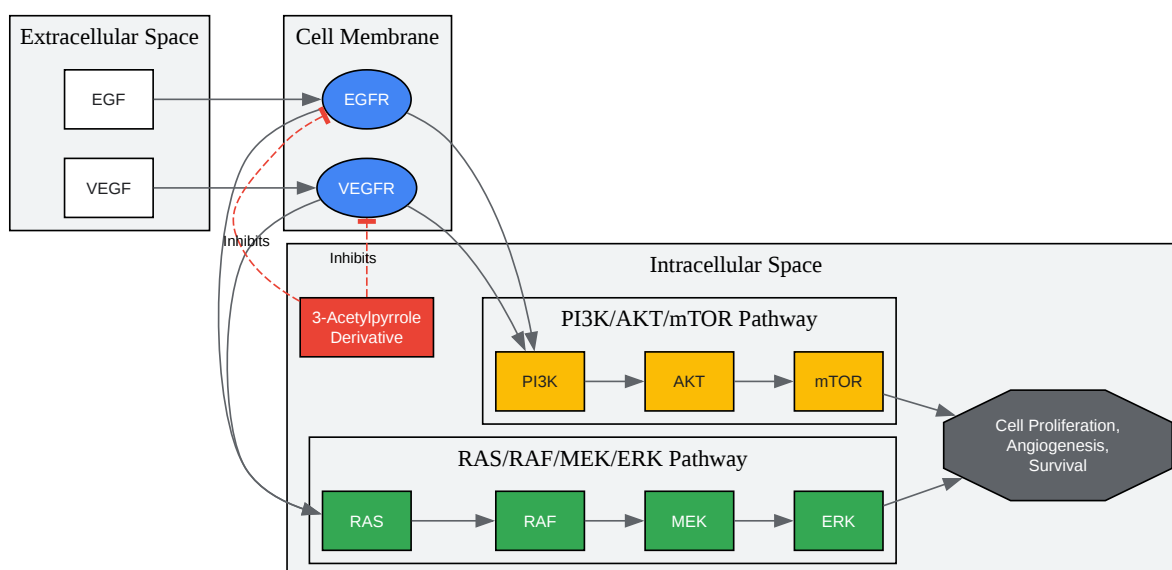 Extracellular Space
Cell Membrane
EGF
EGFR
VEGF
VEGFR
Inhibits
Inhibits
Intracellular Space
3-Acetylpyrrole
Derivative
PI3K/AKT/mTOR Pathway
PI3K
AKT
mTOR
Cell Proliferation,
Angiogenesis,
Survival
RAS/RAF/MEK/ERK Pathway
RAS
RAF
MEK
ERK